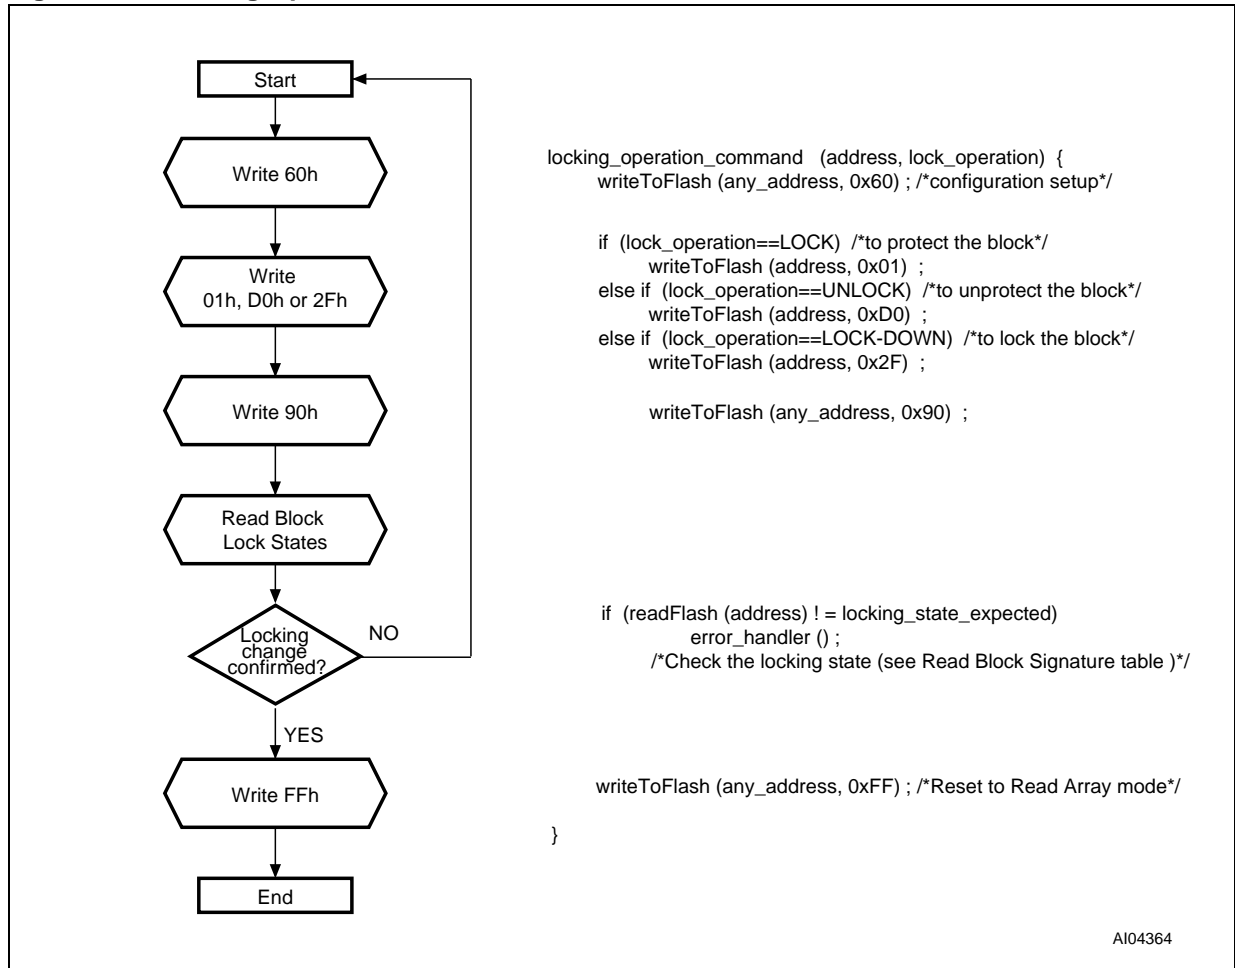 Start
Write 60h
Write
01h, D0h or 2Fh
Write 90h
Read Block
Lock States
Locking
change
confirmed?
NO
YES
Write FFh
End
locking_operation_command (address, lock_operation) {
writeToFlash (any_address, 0x60) ; /*configuration setup*/
if (lock_operation==LOCK) /*to protect the block*/
writeToFlash (address, 0x01) ;
else if (lock_operation==UNLOCK) /*to unprotect the block*/
writeToFlash (address, 0xD0) ;
else if (lock_operation==LOCK-DOWN) /*to lock the block*/
writeToFlash (address, 0x2F) ;
writeToFlash (any_address, 0x90) ;
if (readFlash (address) ! = locking_state_expected)
error_handler () ;
/*Check the locking state (see Read Block Signature table )*/
writeToFlash (any_address, 0xFF) ; /*Reset to Read Array mode*/
}
AI04364